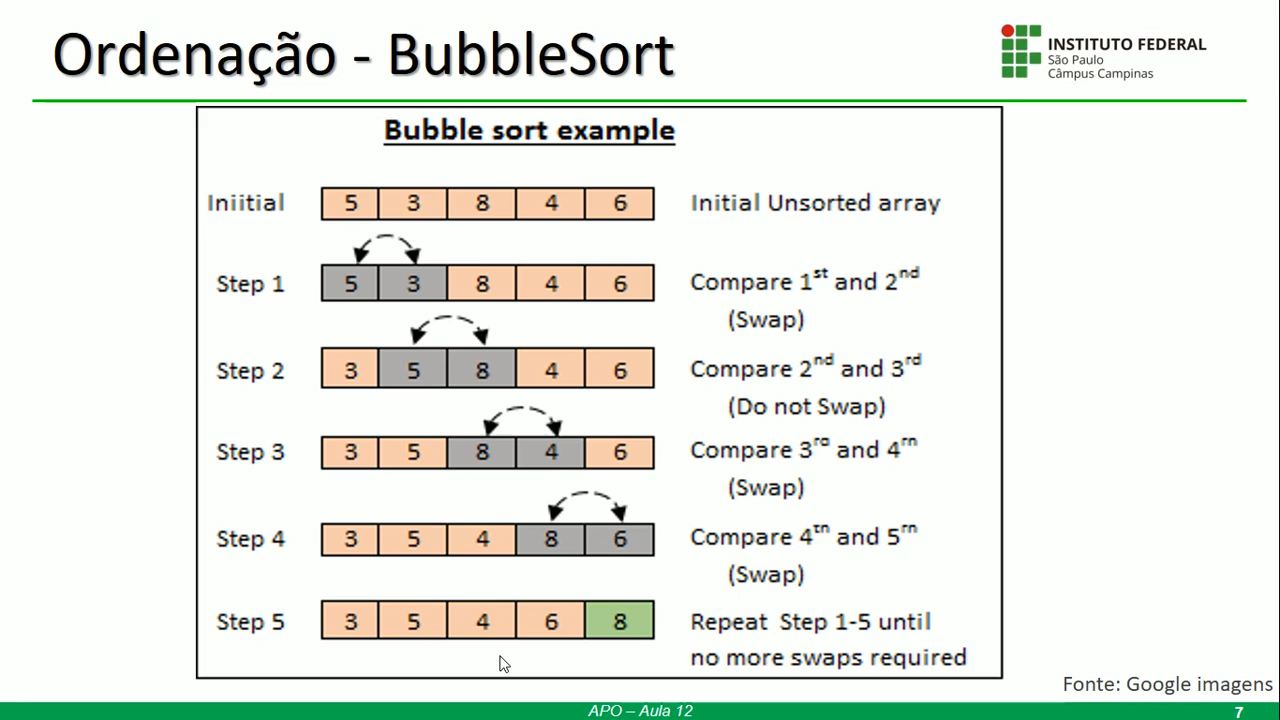 Ordenação - BubbleSort
INSTITUTO FEDERAL
São Paulo
Câmpus Campinas
Bubble sort example
Iniitial 5 3 8 4 6 Initial Unsorted array
Step 1 5 3 8 4 6 Compare 1st and 2nd
(Swap)
Step 2 3 5 8 4 6 Compare 2nd and 3rd
(Do not Swap)
Step 3 3 5 8 4 6 Compare 3rd and 4th
(Swap)
Step 4 3 5 4 8 6 Compare 4th and 5th
(Swap)
Step 5 3 5 4 6 8 Repeat Step 1-5 until
no more swaps required
Fonte: Google imagens
APO – Aula 12
7